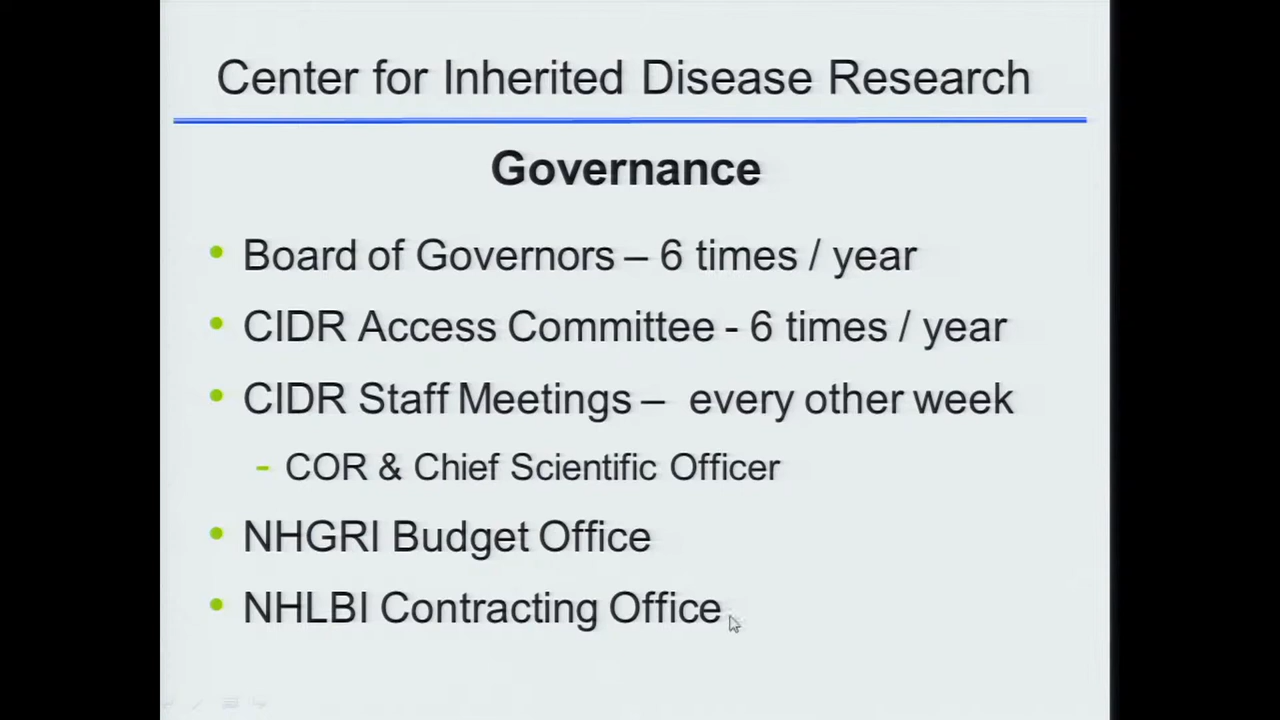 Center for Inherited Disease Research
Governance
• Board of Governors – 6 times / year
• CIDR Access Committee - 6 times / year
• CIDR Staff Meetings –  every other week
- COR & Chief Scientific Officer
• NHGRI Budget Office
• NHLBI Contracting Office